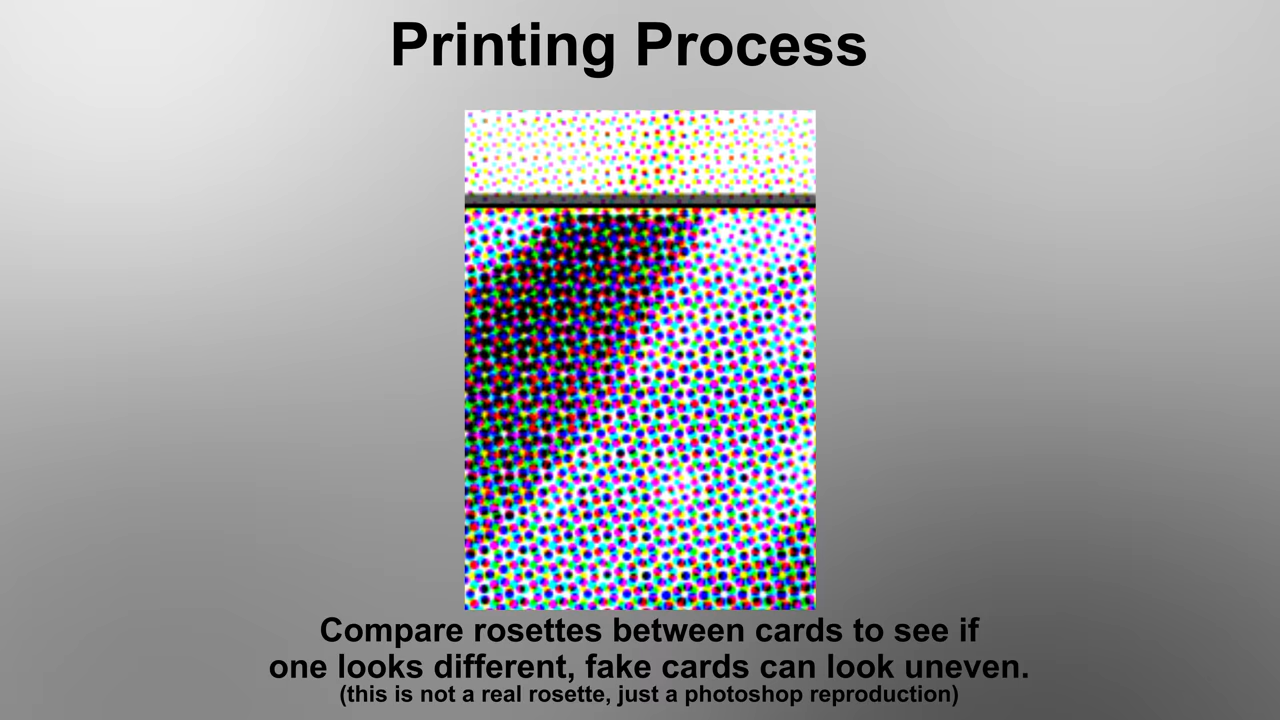 Printing Process
Compare rosettes between cards to see if
one looks different, fake cards can look uneven.
(this is not a real rosette, just a photoshop reproduction)